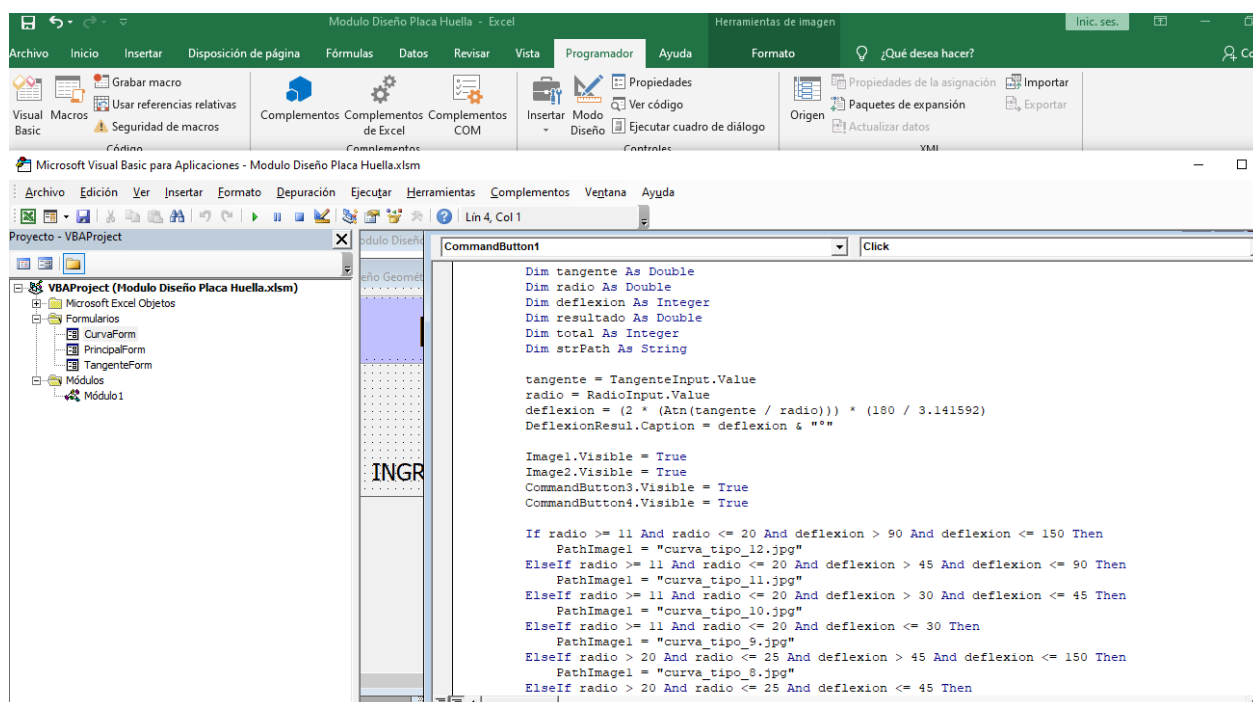 Modulo Diseño Placa Huella - Excel
Herramientas de imagen
Inic. ses.
Archivo Inicio Insertar Disposición de página Fórmulas Datos Revisar Vista Programador Ayuda Formato ¿Qué desea hacer?
Visual Basic
Macros
Grabar macro
Usar referencias relativas
Seguridad de macros
Código
Complementos
Complementos de Excel
Complementos COM
Complementos
Insertar
Modo Diseño
Propiedades
Ver código
Ejecutar cuadro de diálogo
Controles
Origen
Propiedades de la asignación
Paquetes de expansión
Actualizar datos
Importar
Exportar
XML
Microsoft Visual Basic para Aplicaciones - Modulo Diseño Placa Huella.xlsm
Archivo Edición Ver Insertar Formato Depuración Ejecutar Herramientas Complementos Ventana Ayuda
Lín 4, Col 1
Proyecto - VBAProject
VBAProject (Modulo Diseño Placa Huella.xlsm)
Microsoft Excel Objetos
Formularios
CurvaForm
PrincipalForm
TangenteForm
Módulos
Módulo1
INGR
CommandButton1
Click
Dim tangente As Double
Dim radio As Double
Dim deflexion As Integer
Dim resultado As Double
Dim total As Integer
Dim strPath As String
tangente = TangenteInput.Value
radio = RadioInput.Value
deflexion = (2 * (Atn(tangente / radio))) * (180 / 3.141592)
DeflexionResul.Caption = deflexion & "°"
Image1.Visible = True
Image2.Visible = True
CommandButton3.Visible = True
CommandButton4.Visible = True
If radio >= 11 And radio <= 20 And deflexion > 90 And deflexion <= 150 Then
PathImage1 = "curva_tipo_12.jpg"
ElseIf radio >= 11 And radio <= 20 And deflexion > 45 And deflexion <= 90 Then
PathImage1 = "curva_tipo_11.jpg"
ElseIf radio >= 11 And radio <= 20 And deflexion > 30 And deflexion <= 45 Then
PathImage1 = "curva_tipo_10.jpg"
ElseIf radio >= 11 And radio <= 20 And deflexion <= 30 Then
PathImage1 = "curva_tipo_9.jpg"
ElseIf radio > 20 And radio <= 25 And deflexion > 45 And deflexion <= 150 Then
PathImage1 = "curva_tipo_8.jpg"
ElseIf radio > 20 And radio <= 25 And deflexion <= 45 Then